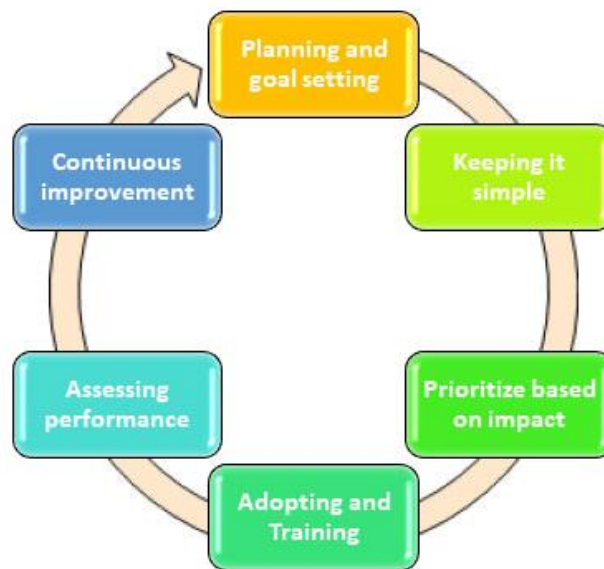 Planning and
goal setting
Keeping it
simple
Prioritize based
on impact
Adopting and
Training
Assessing
performance
Continuous
improvement